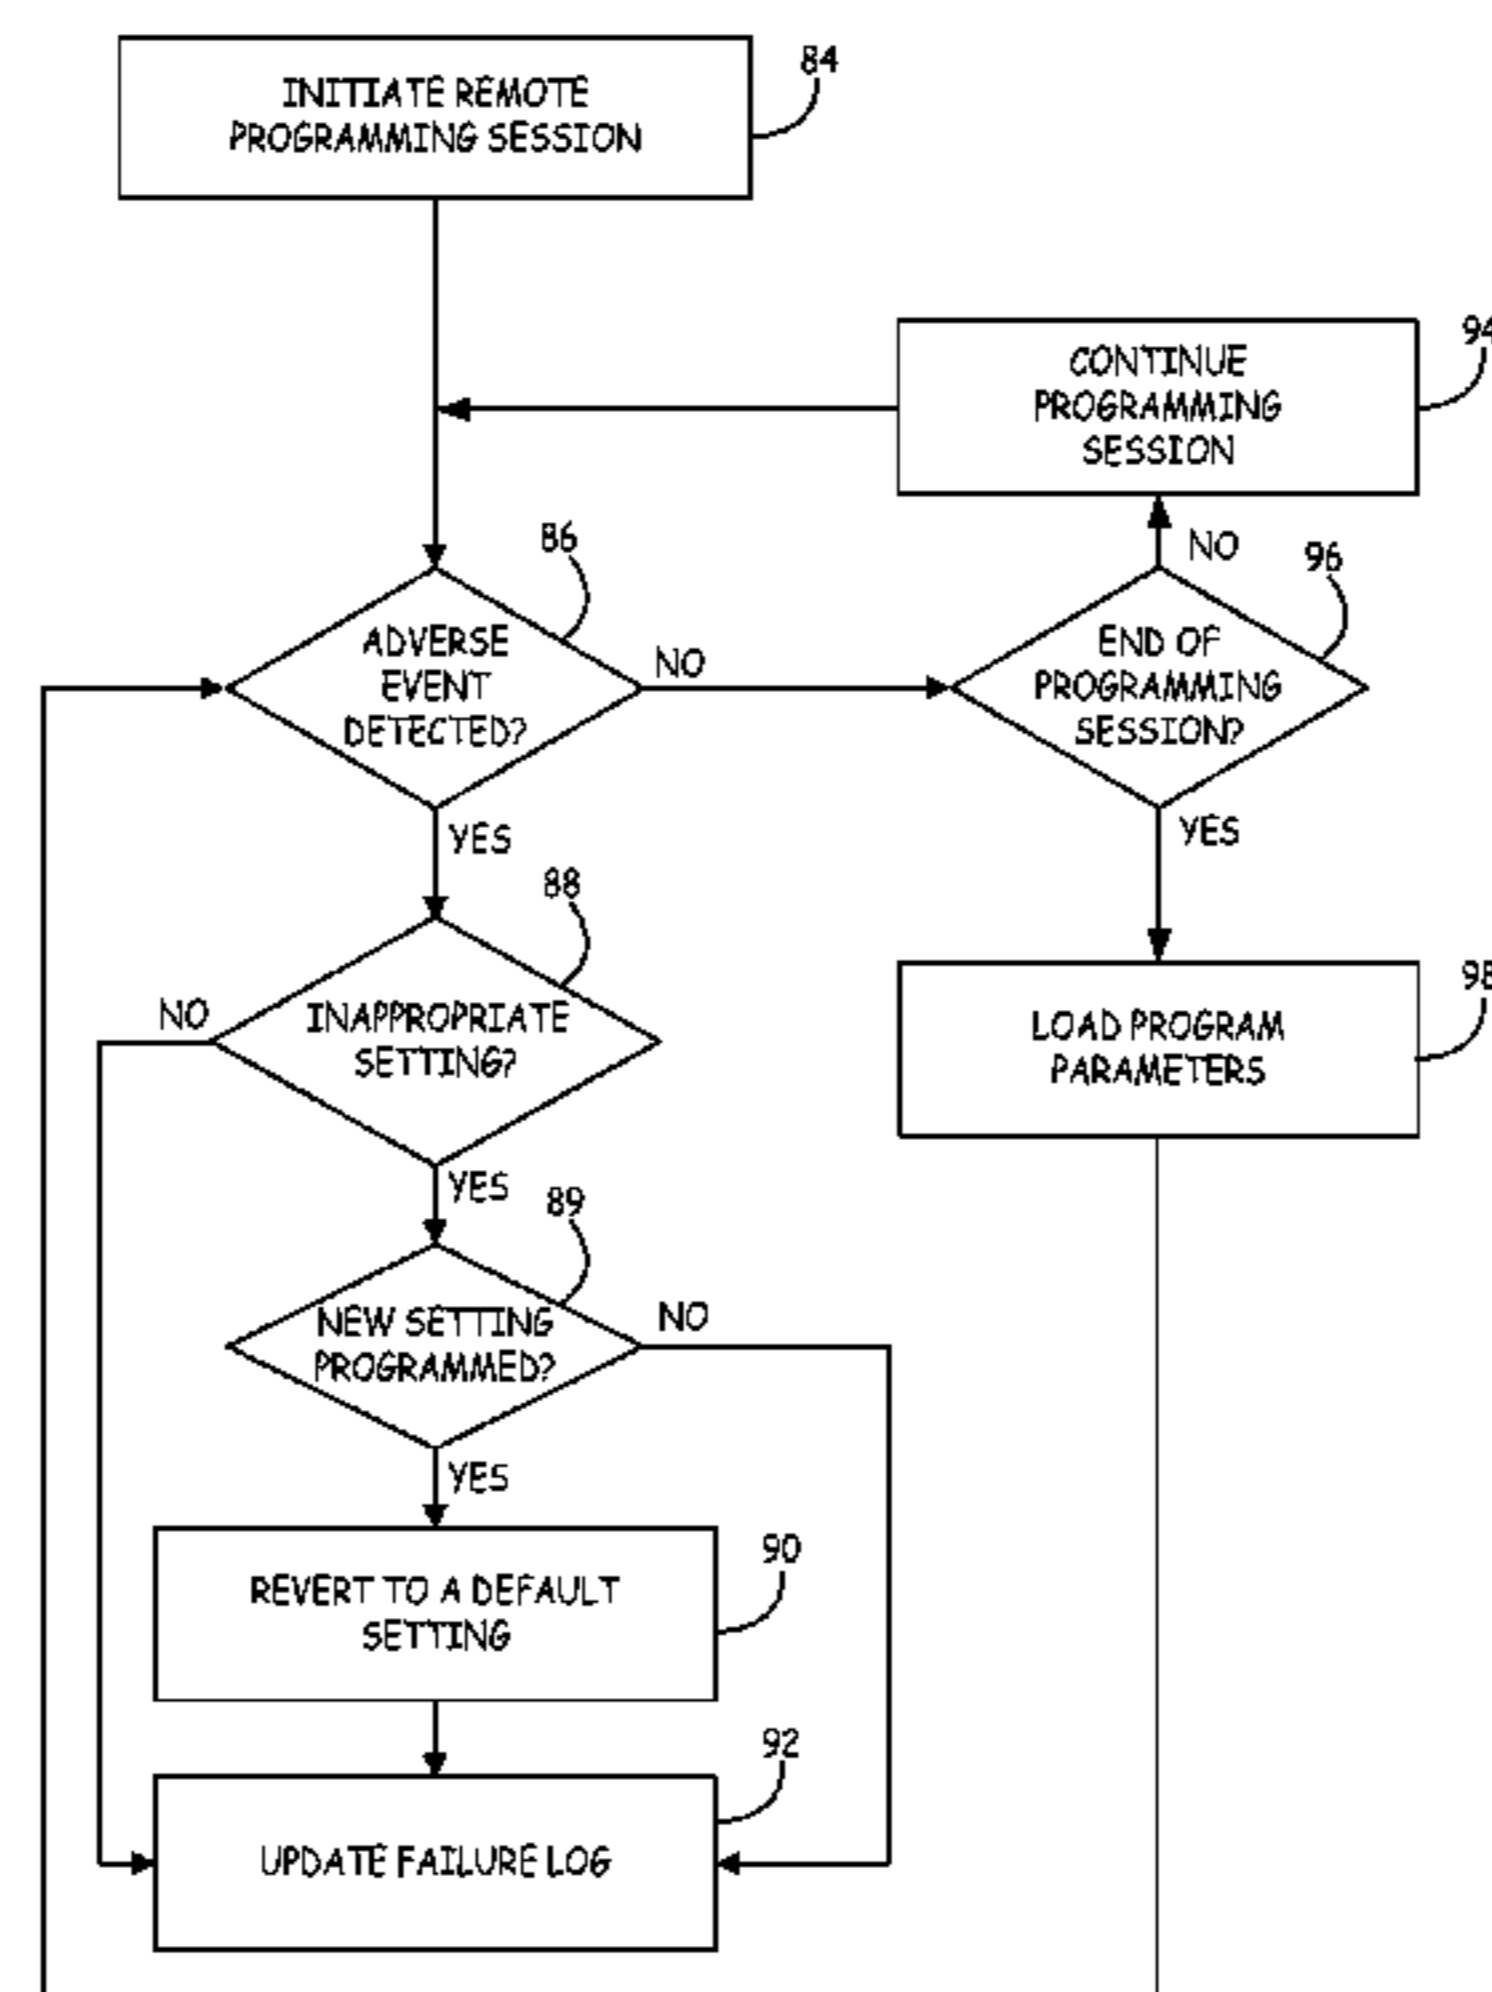 INITIATE REMOTE
PROGRAMMING SESSION
84
CONTINUE
PROGRAMMING
SESSION
94
NO
86
96
ADVERSE
EVENT
DETECTED?
NO
END OF
PROGRAMMING
SESSION?
YES
YES
88
NO
INAPPROPRIATE
SETTING?
98
LOAD PROGRAM
PARAMETERS
YES
89
NEW SETTING
PROGRAMMED?
NO
YES
90
REVERT TO A DEFAULT
SETTING
92
UPDATE FAILURE LOG